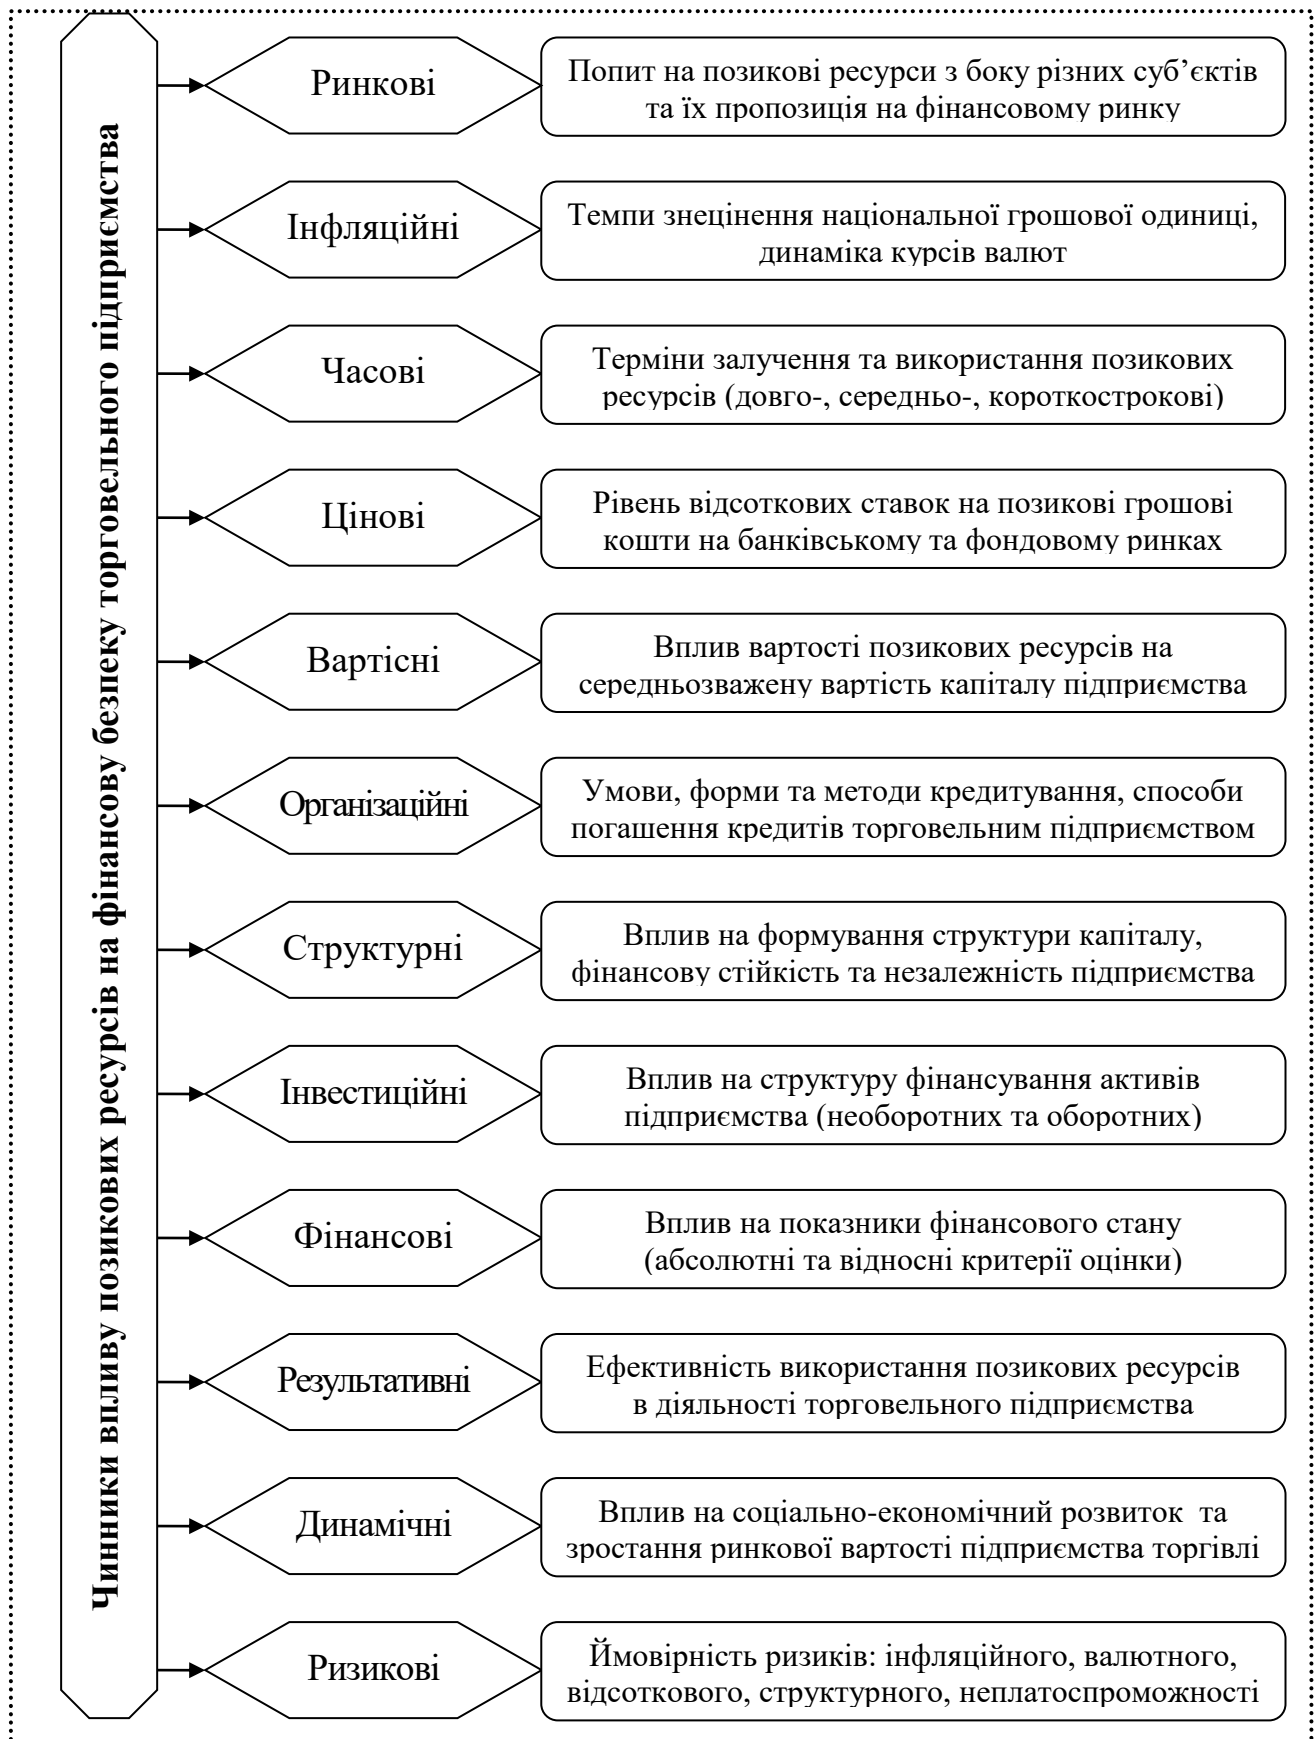 Чинники впливу позикових ресурсів на фінансову безпеку торговельного підприємства
Ринкові
Попит на позикові ресурси з боку різних суб’єктів
та їх пропозиція на фінансовому ринку
Інфляційні
Темпи знецінення національної грошової одиниці,
динаміка курсів валют
Часові
Терміни залучення та використання позикових
ресурсів (довго-, середньо-, короткострокові)
Цінові
Рівень відсоткових ставок на позикові грошові
кошти на банківському та фондовому ринках
Вартісні
Вплив вартості позикових ресурсів на
середньозважену вартість капіталу підприємства
Організаційні
Умови, форми та методи кредитування, способи
погашення кредитів торговельним підприємством
Структурні
Вплив на формування структури капіталу,
фінансову стійкість та незалежність підприємства
Інвестиційні
Вплив на структуру фінансування активів
підприємства (необоротних та оборотних)
Фінансові
Вплив на показники фінансового стану
(абсолютні та відносні критерії оцінки)
Результативні
Ефективність використання позикових ресурсів
в діяльності торговельного підприємства
Динамічні
Вплив на соціально-економічний розвиток та
зростання ринкової вартості підприємства торгівлі
Ризикові
Ймовірність ризиків: інфляційного, валютного,
відсоткового, структурного, неплатоспроможності